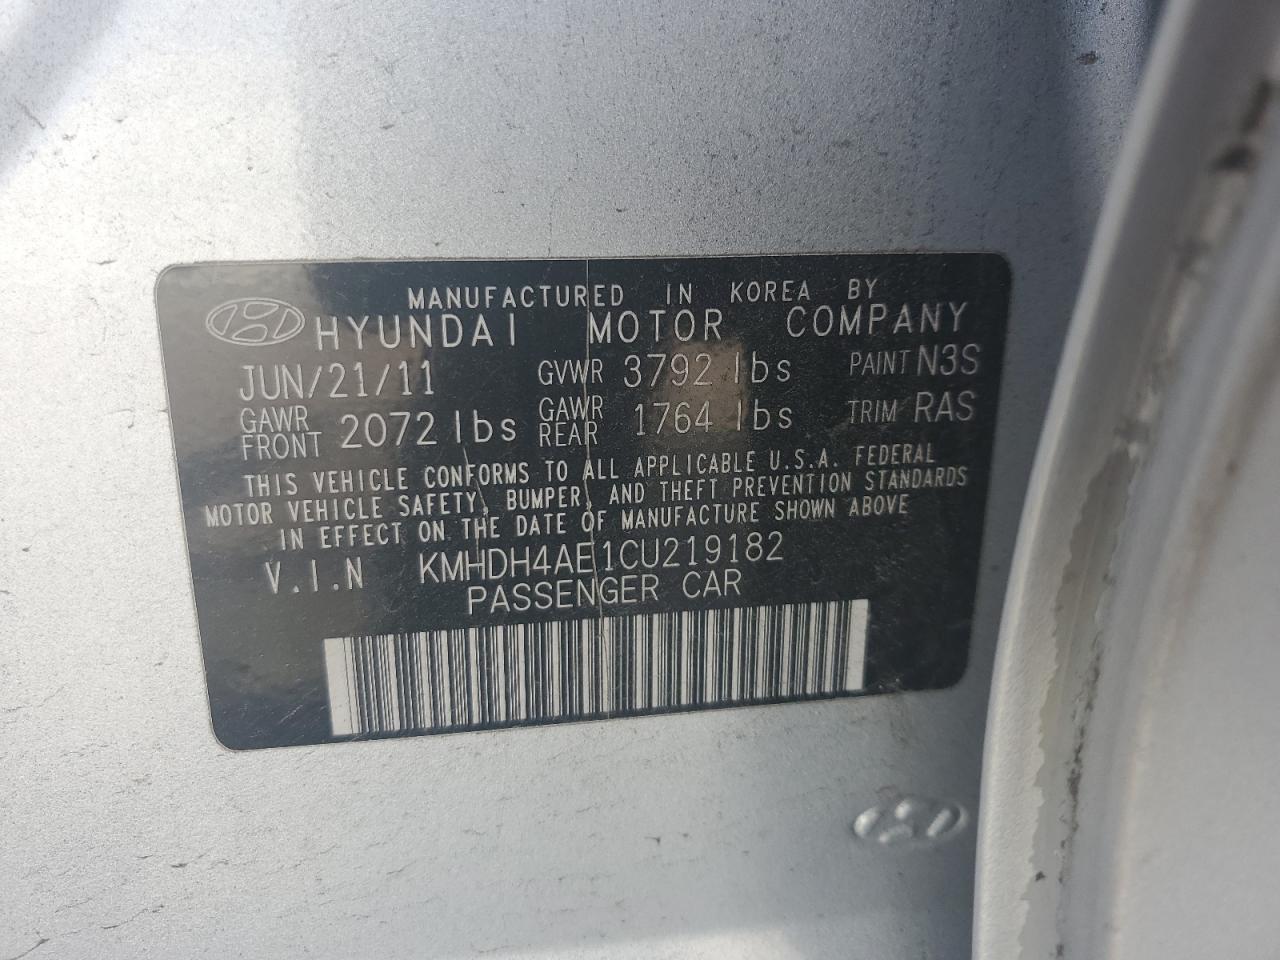 MANUFACTURED IN KOREA BY
HYUNDAI MOTOR COMPANY
JUN/21/11 GVWR 3792 lbs PAINT N3S
GAWR FRONT 2072 lbs GAWR REAR 1764 lbs TRIM RAS
THIS VEHICLE CONFORMS TO ALL APPLICABLE U.S.A. FEDERAL
MOTOR VEHICLE SAFETY, BUMPER, AND THEFT PREVENTION STANDARDS
IN EFFECT ON THE DATE OF MANUFACTURE SHOWN ABOVE
V.I.N KMHDH4AE1CU219182
PASSENGER CAR